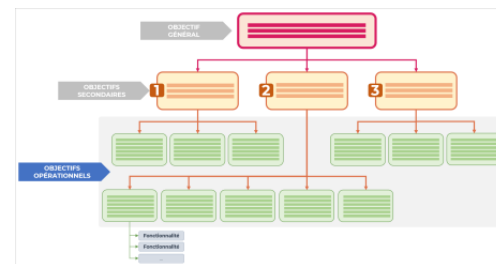 OBJECTIF
GÉNÉRAL
OBJECTIFS
SECONDAIRES
1
2
3
OBJECTIFS
OPÉRATIONNELS
Fonctionnalité
Fonctionnalité
..